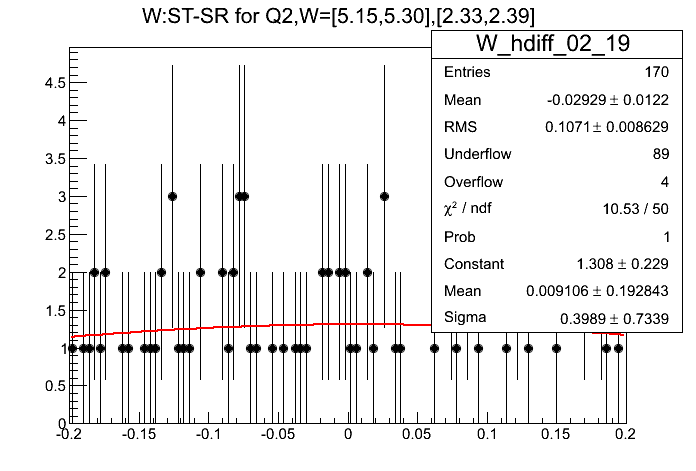 W:ST-SR for Q2,W=[5.15,5.30],[2.33,2.39]
W_hdiff_02_19
Entries 170
Mean -0.02929 ± 0.0122
RMS 0.1071 ± 0.008629
Underflow 89
Overflow 4
χ² / ndf 10.53 / 50
Prob 1
Constant 1.308 ± 0.229
Mean 0.009106 ± 0.192843
Sigma 0.3989 ± 0.7339
4.5
4
3.5
3
2.5
2
1.5
1
0.5
0
-0.2 -0.15 -0.1 -0.05 0 0.05 0.1 0.15 0.2